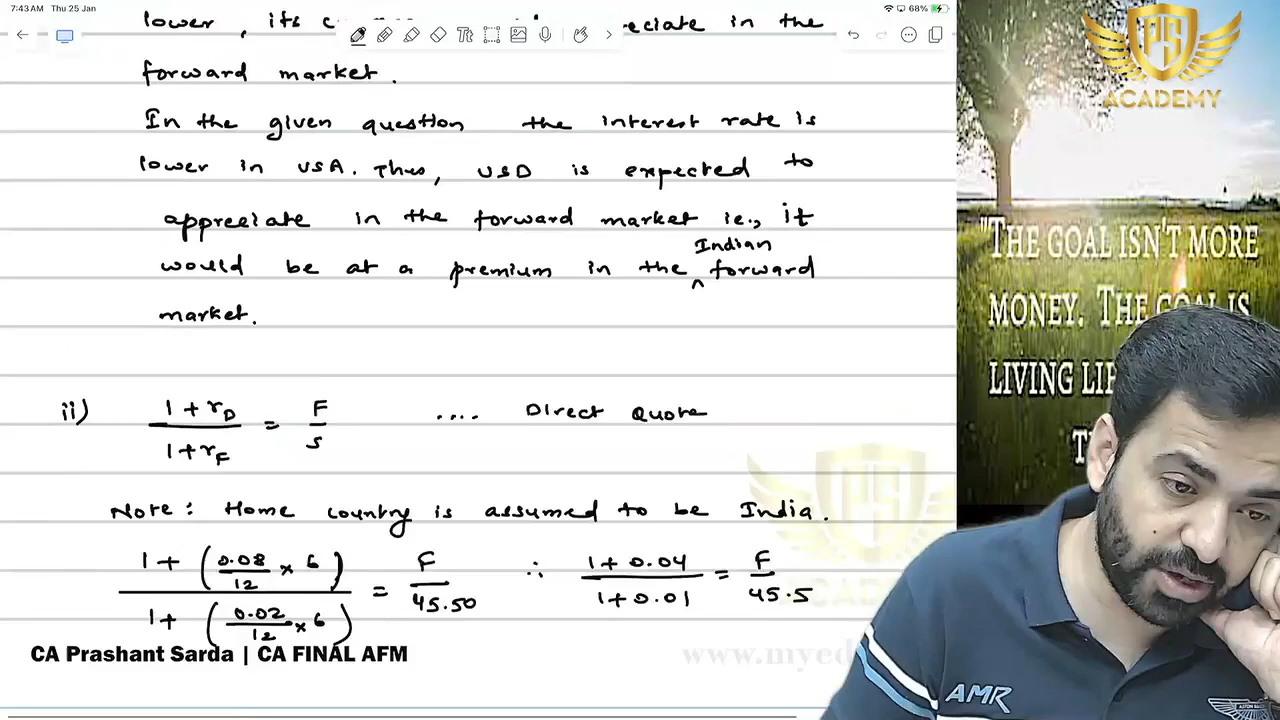 7:43 AM Thu 25 Jan
68%
lower, its eciate in the
forward market.
In the given question the interest rate is
lower in USA. Thus, USD is expected to
appreciate in the forward market ie., it
Indian
would be at a premium in the ^ forward
market.
ii) (1 + rD)/(1 + rF) = F/S .... Direct Quote
Note: Home country is assumed to be India.
(1 + (0.08/12 × 6))/(1 + (0.02/12 × 6)) = F/45.50 ∴ (1 + 0.04)/(1 + 0.01) = F/45.5
CA Prashant Sarda | CA FINAL AFM
PS
ACADEMY
"THE GOAL ISN'T MORE
MONEY. THE GOAL IS
LIVING
AMR